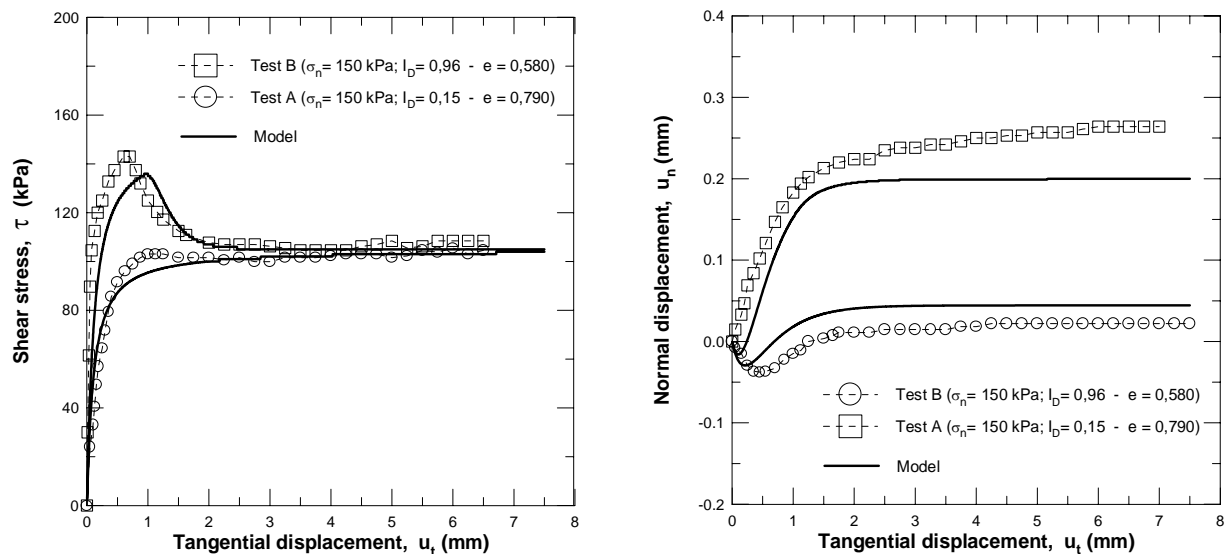 200
160
120
80
40
0
Shear stress, τ (kPa)
Test B (σn= 150 kPa; ID= 0,96 - e = 0,580)
Test A (σn= 150 kPa; ID= 0,15 - e = 0,790)
Model
0 1 2 3 4 5 6 7 8
Tangential displacement, ut (mm)
0.4
0.3
0.2
0.1
0.0
-0.1
-0.2
Normal displacement, un (mm)
Test B (σn= 150 kPa; ID= 0,96 - e = 0,580)
Test A (σn= 150 kPa; ID= 0,15 - e = 0,790)
Model
0 1 2 3 4 5 6 7 8
Tangential displacement, ut (mm)